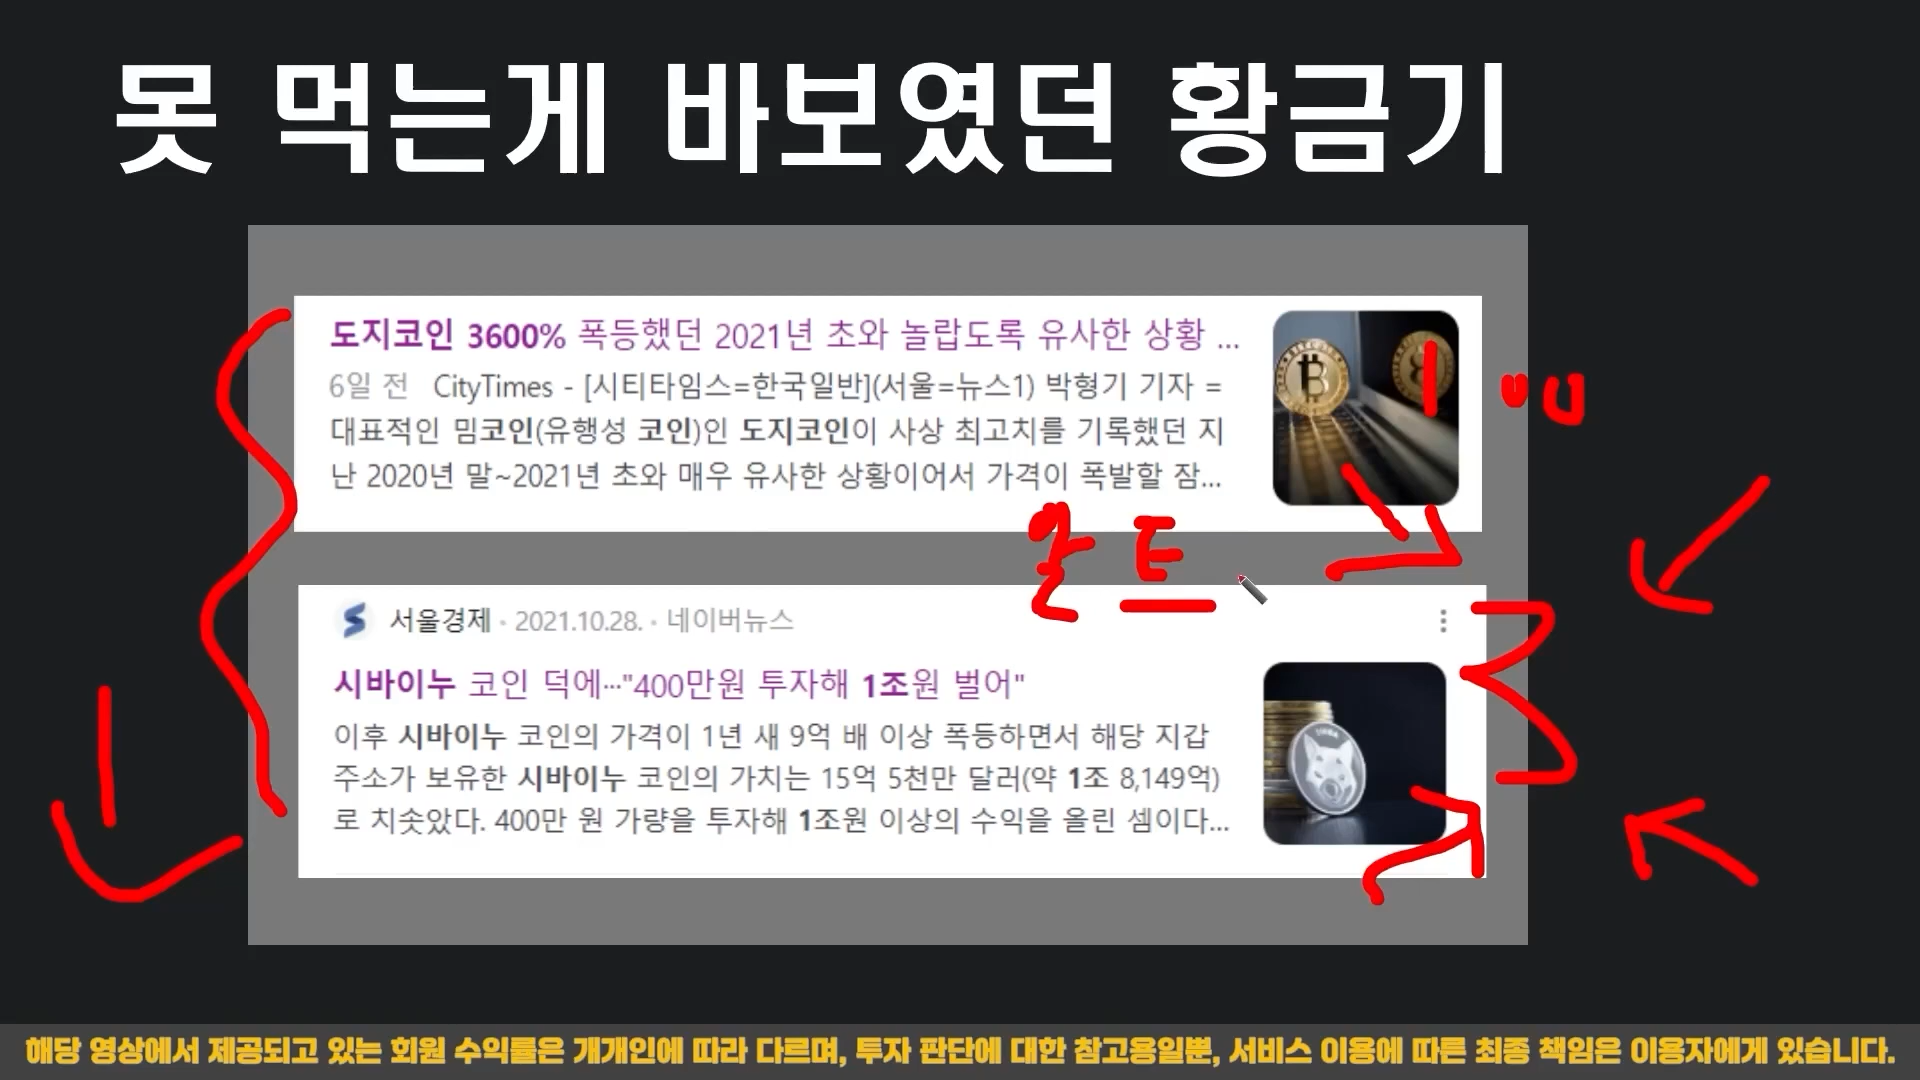 못 먹는게 바보였던 황금기
도지코인 3600% 폭등했던 2021년 초와 놀랍도록 유사한 상황 ...
6일 전 CityTimes - [시티타임스=한국일반](서울=뉴스1) 박형기 기자 =
대표적인 밈코인(유행성 코인)인 도지코인이 사상 최고치를 기록했던 지
난 2020년 말~2021년 초와 매우 유사한 상황이어서 가격이 폭발할 잠...
100
알트
서울경제 · 2021.10.28. · 네이버뉴스
시바이누 코인 덕에…"400만원 투자해 1조원 벌어"
이후 시바이누 코인의 가격이 1년 새 9억 배 이상 폭등하면서 해당 지갑
주소가 보유한 시바이누 코인의 가치는 15억 5천만 달러(약 1조 8,149억)
로 치솟았다. 400만 원 가량을 투자해 1조원 이상의 수익을 올린 셈이다...
해당 영상에서 제공되고 있는 회원 수익률은 개개인에 따라 다르며, 투자 판단에 대한 참고용일뿐, 서비스 이용에 따른 최종 책임은 이용자에게 있습니다.